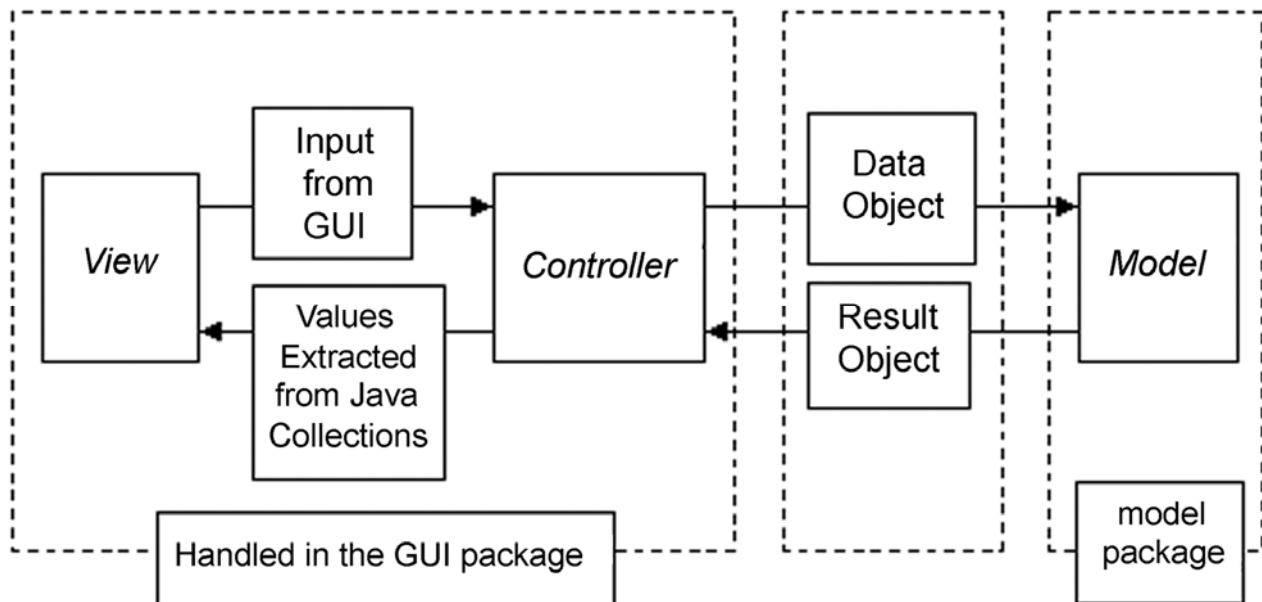 View
Input
from
GUI
Values
Extracted
from Java
Collections
Controller
Data
Object
Result
Object
Model
Handled in the GUI package
model
package